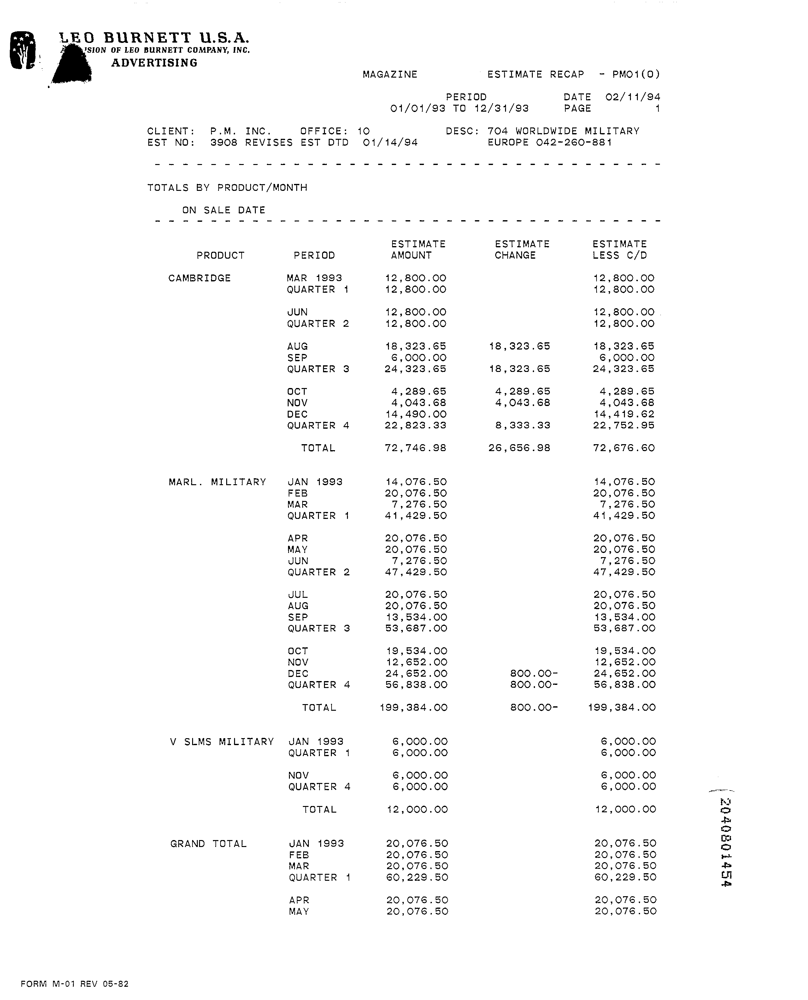 LEO BURNETT U.S.A.
A DIVISION OF LEO BURNETT COMPANY, INC.
ADVERTISING
MAGAZINE ESTIMATE RECAP - PM01(0)
PERIOD DATE 02/11/94
01/01/93 TO 12/31/93 PAGE 1
CLIENT: P.M. INC. OFFICE: 10 DESC: 704 WORLDWIDE MILITARY
EST NO: 3908 REVISES EST DTD 01/14/94 EUROPE 042-260-881
- - - - - - - - - - - - - - - - - - - - - - - - - - - - - - - - - - - - -
TOTALS BY PRODUCT/MONTH
ON SALE DATE
- - - - - - - - - - - - - - - - - - - - - - - - - - - - - - - - - - - - -
ESTIMATE ESTIMATE ESTIMATE
PRODUCT PERIOD AMOUNT CHANGE LESS C/D
CAMBRIDGE MAR 1993 12,800.00 12,800.00
QUARTER 1 12,800.00 12,800.00
JUN 12,800.00 12,800.00
QUARTER 2 12,800.00 12,800.00
AUG 18,323.65 18,323.65 18,323.65
SEP 6,000.00 6,000.00
QUARTER 3 24,323.65 18,323.65 24,323.65
OCT 4,289.65 4,289.65 4,289.65
NOV 4,043.68 4,043.68 4,043.68
DEC 14,490.00 14,419.62
QUARTER 4 22,823.33 8,333.33 22,752.95
TOTAL 72,746.98 26,656.98 72,676.60
MARL. MILITARY JAN 1993 14,076.50 14,076.50
FEB 20,076.50 20,076.50
MAR 7,276.50 7,276.50
QUARTER 1 41,429.50 41,429.50
APR 20,076.50 20,076.50
MAY 20,076.50 20,076.50
JUN 7,276.50 7,276.50
QUARTER 2 47,429.50 47,429.50
JUL 20,076.50 20,076.50
AUG 20,076.50 20,076.50
SEP 13,534.00 13,534.00
QUARTER 3 53,687.00 53,687.00
OCT 19,534.00 19,534.00
NOV 12,652.00 12,652.00
DEC 24,652.00 800.00- 24,652.00
QUARTER 4 56,838.00 800.00- 56,838.00
TOTAL 199,384.00 800.00- 199,384.00
V SLMS MILITARY JAN 1993 6,000.00 6,000.00
QUARTER 1 6,000.00 6,000.00
NOV 6,000.00 6,000.00
QUARTER 4 6,000.00 6,000.00
TOTAL 12,000.00 12,000.00
GRAND TOTAL JAN 1993 20,076.50 20,076.50
FEB 20,076.50 20,076.50
MAR 20,076.50 20,076.50
QUARTER 1 60,229.50 60,229.50
APR 20,076.50 20,076.50
MAY 20,076.50 20,076.50
2040801454
FORM M-01 REV 05-82